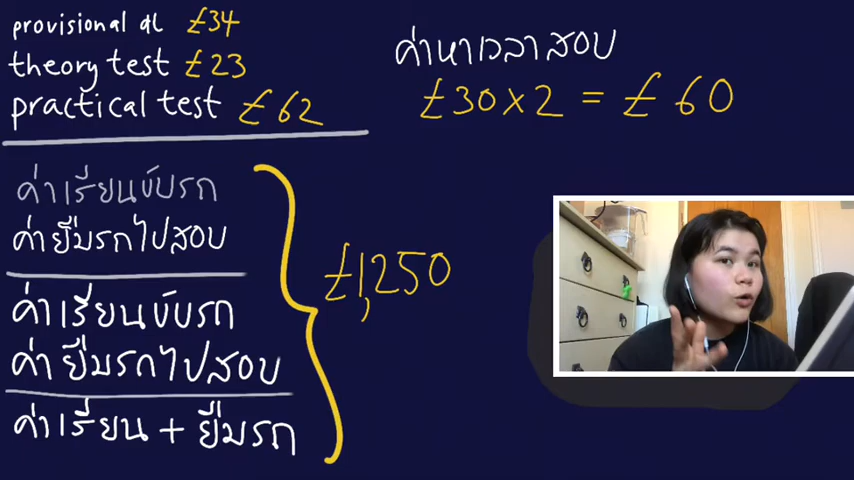 provisional dl £34
theory test £23
practical test £62
ค่าหาเวลาสอบ
£30x2 = £60
ค่าเรียนขับรถ
ค่ายืมรถไปสอบ
£1,250
ค่าเรียนขับรถ
ค่ายืมรถไปสอบ
ค่าเรียน + ยืมรถ